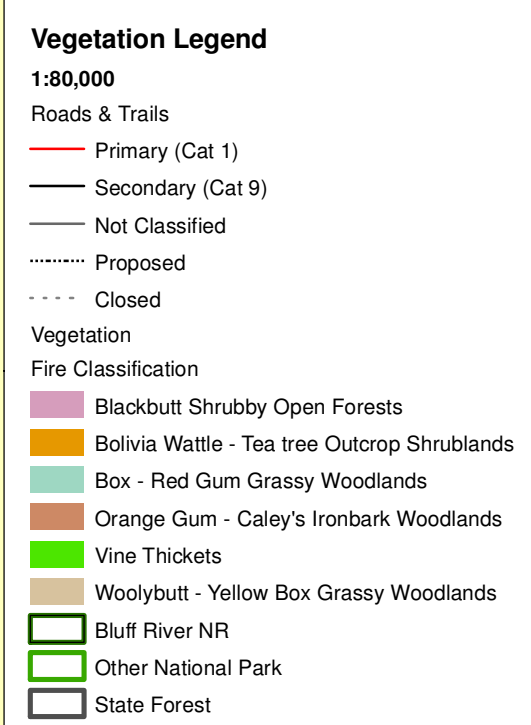 Vegetation Legend
1:80,000
Roads & Trails
Primary (Cat 1)
Secondary (Cat 9)
Not Classified
Proposed
Closed
Vegetation
Fire Classification
Blackbutt Shrubby Open Forests
Bolivia Wattle - Tea tree Outcrop Shrublands
Box - Red Gum Grassy Woodlands
Orange Gum - Caley's Ironbark Woodlands
Vine Thickets
Woolybutt - Yellow Box Grassy Woodlands
Bluff River NR
Other National Park
State Forest